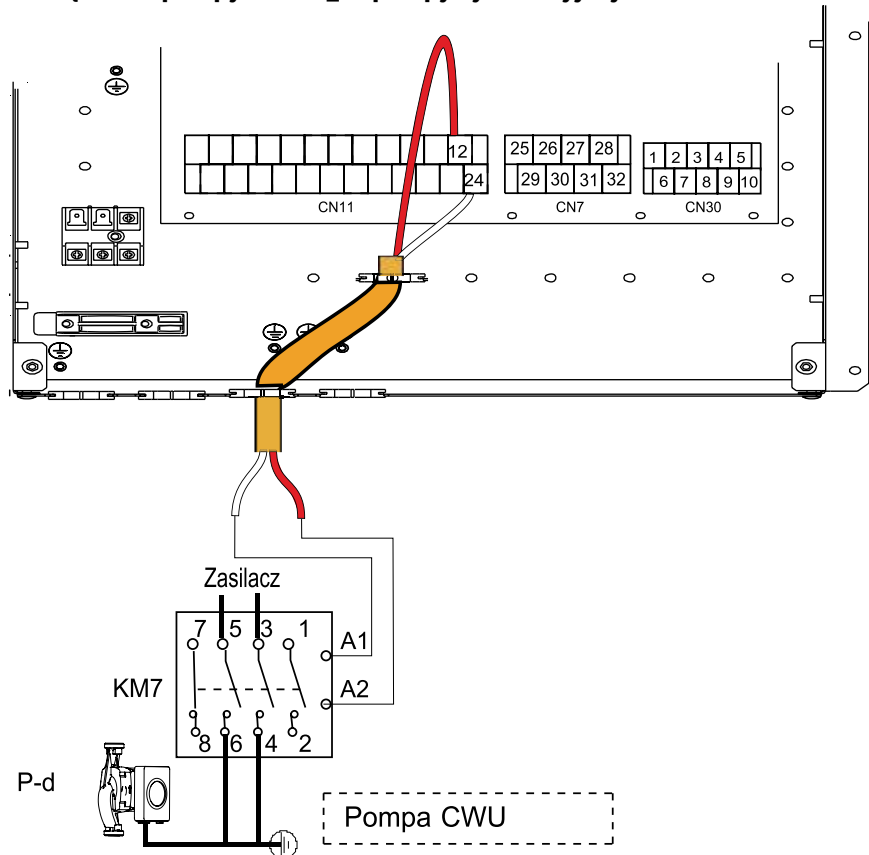 12
24
CN11
25 26 27 28
29 30 31 32
CN7
1 2 3 4 5
6 7 8 9 10
CN30
Zasilacz
7 5 3 1
A1
KM7
A2
8 6 4 2
P-d
Pompa CWU